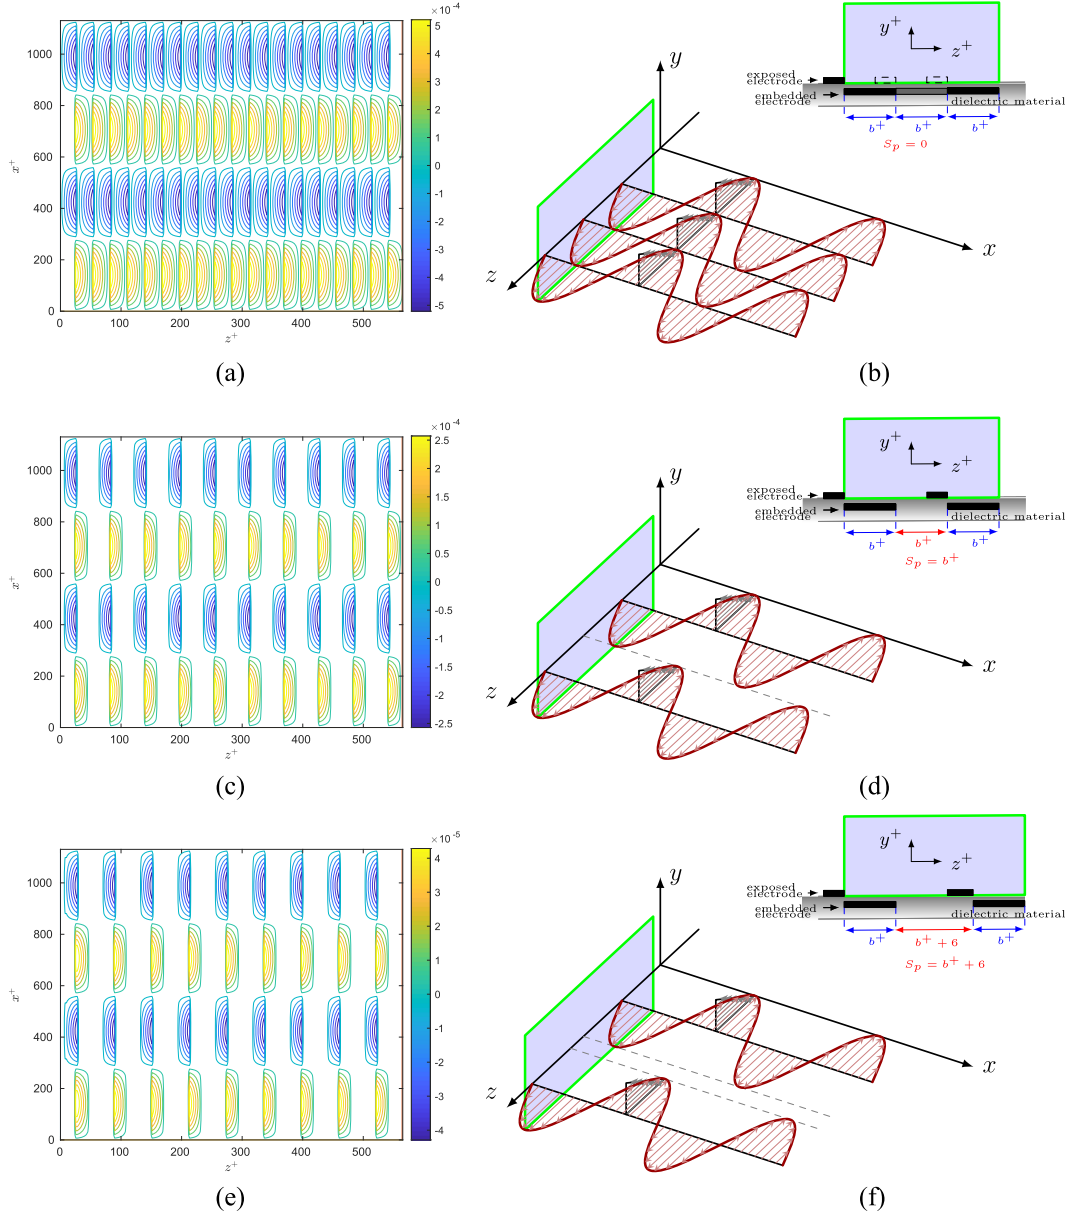 ×10⁻⁴
1000
800
600
400
200
0
x⁺
0 100 200 300 400 500
z⁺
5
4
3
2
1
0
-1
-2
-3
-4
-5
(a)
y
x
z
y⁺
z⁺
exposed
electrode
embedded
electrode
dielectric material
b⁺ b⁺ b⁺
Sₚ = 0
(b)
×10⁻⁴
1000
800
600
400
200
0
x⁺
0 100 200 300 400 500
z⁺
2.5
2
1.5
1
0.5
0
-0.5
-1
-1.5
-2
-2.5
(c)
y
x
z
y⁺
z⁺
exposed
electrode
embedded
electrode
dielectric material
b⁺ b⁺ b⁺
Sₚ = b⁺
(d)
×10⁻⁵
1000
800
600
400
200
0
x⁺
0 100 200 300 400 500
z⁺
4
3
2
1
0
-1
-2
-3
-4
(e)
y
x
z
y⁺
z⁺
exposed
electrode
embedded
electrode
dielectric material
b⁺ b⁺ + 6 b⁺
Sₚ = b⁺ + 6
(f)